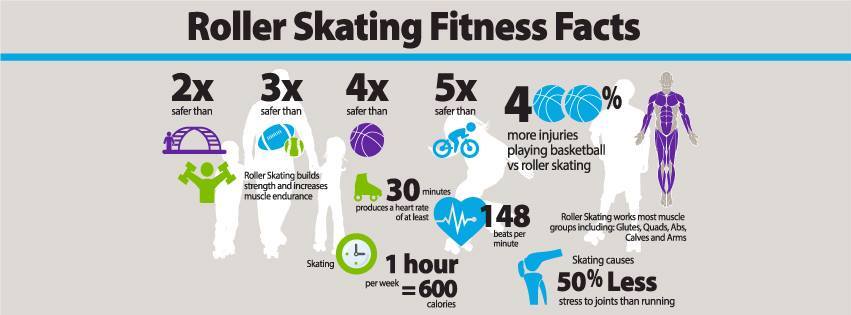 Roller Skating Fitness Facts
2x
safer than
3x
safer than
4x
safer than
5x
safer than
400%
more injuries
playing basketball
vs roller skating
Roller Skating builds
strength and increases
muscle endurance
30 minutes
produces a heart rate
of at least
148
beats per
minute
Roller Skating works most muscle
groups including: Glutes, Quads, Abs,
Calves and Arms
Skating
1 hour
per week
= 600
calories
Skating causes
50% Less
stress to joints than running